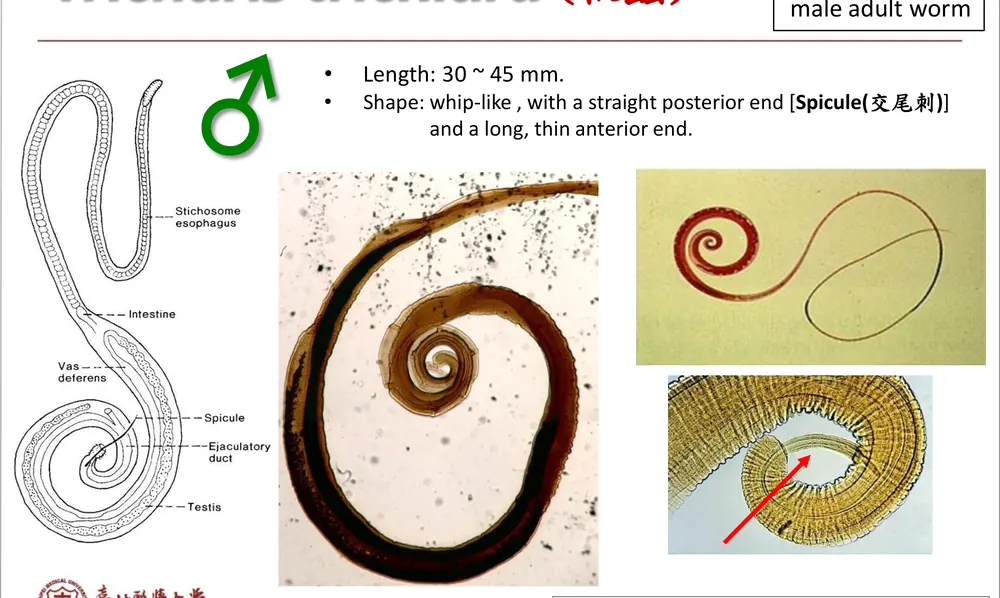 male adult worm
• Length: 30 ~ 45 mm.
• Shape: whip-like , with a straight posterior end [Spicule(交尾刺)]
and a long, thin anterior end.
Stichosome
esophagus
Intestine
Vas
deferens
Spicule
Ejaculatory
duct
Testis